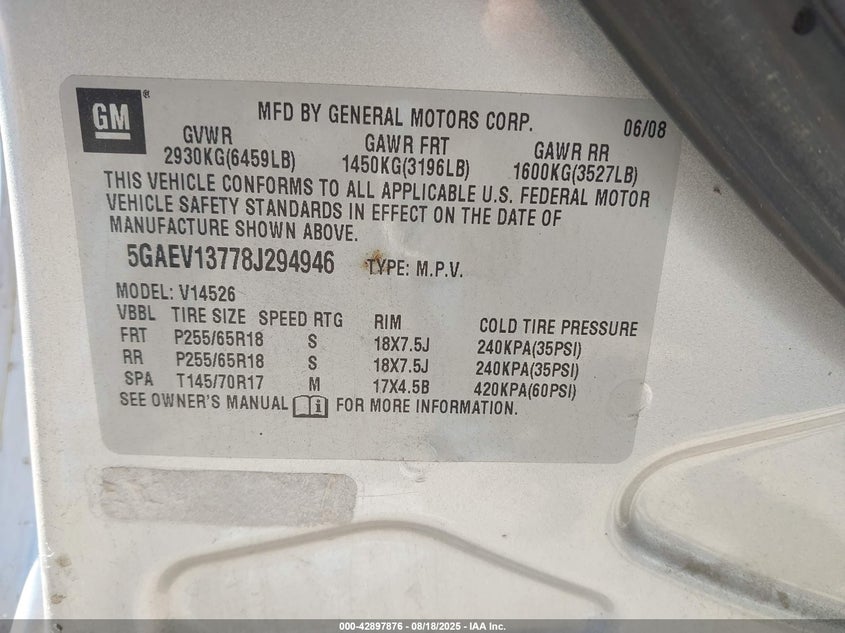 GM®
MFD BY GENERAL MOTORS CORP. 06/08
GVWR GAWR FRT GAWR RR
2930KG(6459LB) 1450KG(3196LB) 1600KG(3527LB)
THIS VEHICLE CONFORMS TO ALL APPLICABLE U.S. FEDERAL MOTOR
VEHICLE SAFETY STANDARDS IN EFFECT ON THE DATE OF
MANUFACTURE SHOWN ABOVE.
5GAEV13778J294946 TYPE: M.P.V.
MODEL: V14526
VBBL TIRE SIZE SPEED RTG RIM COLD TIRE PRESSURE
FRT P255/65R18 S 18X7.5J 240KPA(35PSI)
RR P255/65R18 S 18X7.5J 240KPA(35PSI)
SPA T145/70R17 M 17X4.5B 420KPA(60PSI)
SEE OWNER'S MANUAL i FOR MORE INFORMATION.
000-42897876 - 08/18/2025 - IAA Inc.